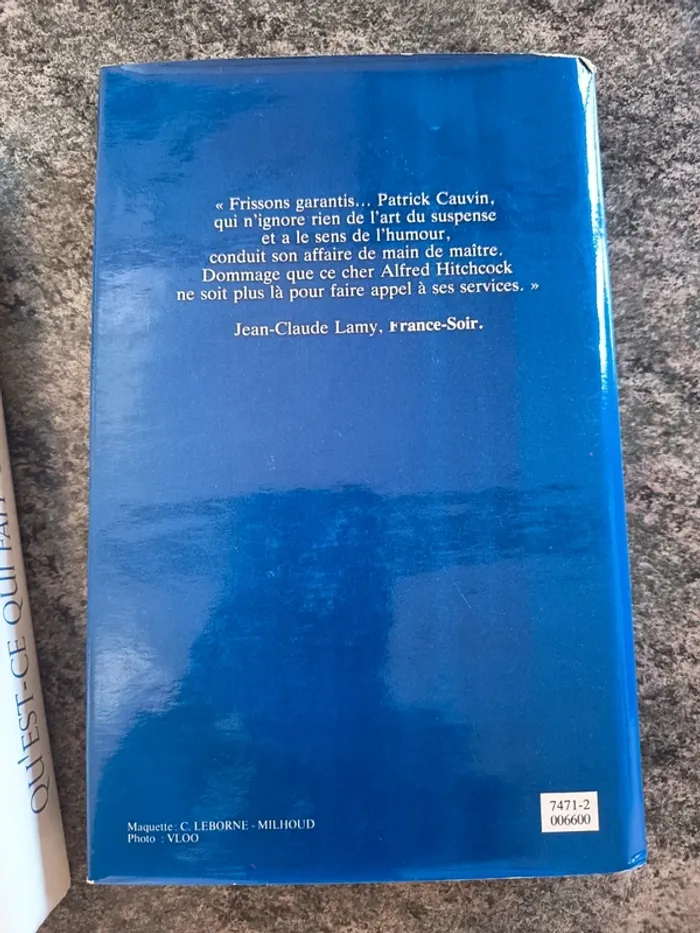 « Frissons garantis... Patrick Cauvin,
qui n'ignore rien de l'art du suspense
et a le sens de l'humour,
conduit son affaire de main de maître.
Dommage que ce cher Alfred Hitchcock
ne soit plus là pour faire appel à ses services. »
Jean-Claude Lamy, France-Soir.
Maquette : C. LEBORNE - MILHOUD
Photo : VLOO
7471-2
006600
QU'EST-CE QUI FAIT